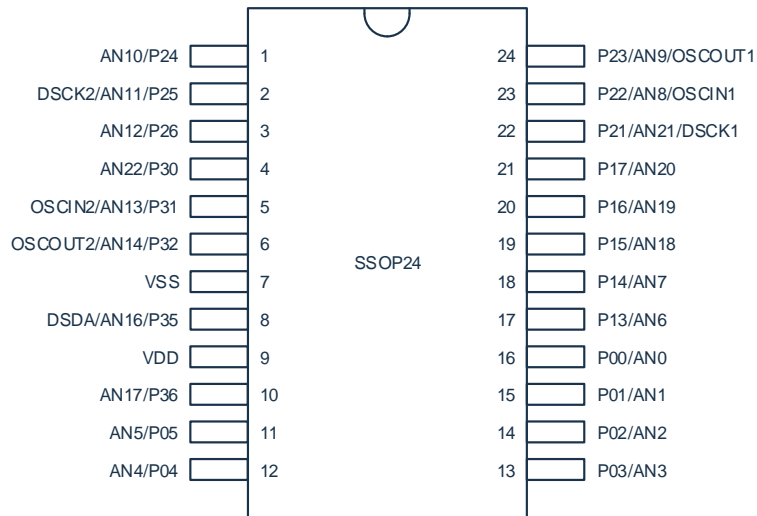 AN10/P24 1 24 P23/AN9/OSCOUT1
DSCK2/AN11/P25 2 23 P22/AN8/OSCIN1
AN12/P26 3 22 P21/AN21/DSCK1
AN22/P30 4 21 P17/AN20
OSCIN2/AN13/P31 5 20 P16/AN19
OSCOUT2/AN14/P32 6 19 P15/AN18
SSOP24
VSS 7 18 P14/AN7
DSDA/AN16/P35 8 17 P13/AN6
VDD 9 16 P00/AN0
AN17/P36 10 15 P01/AN1
AN5/P05 11 14 P02/AN2
AN4/P04 12 13 P03/AN3